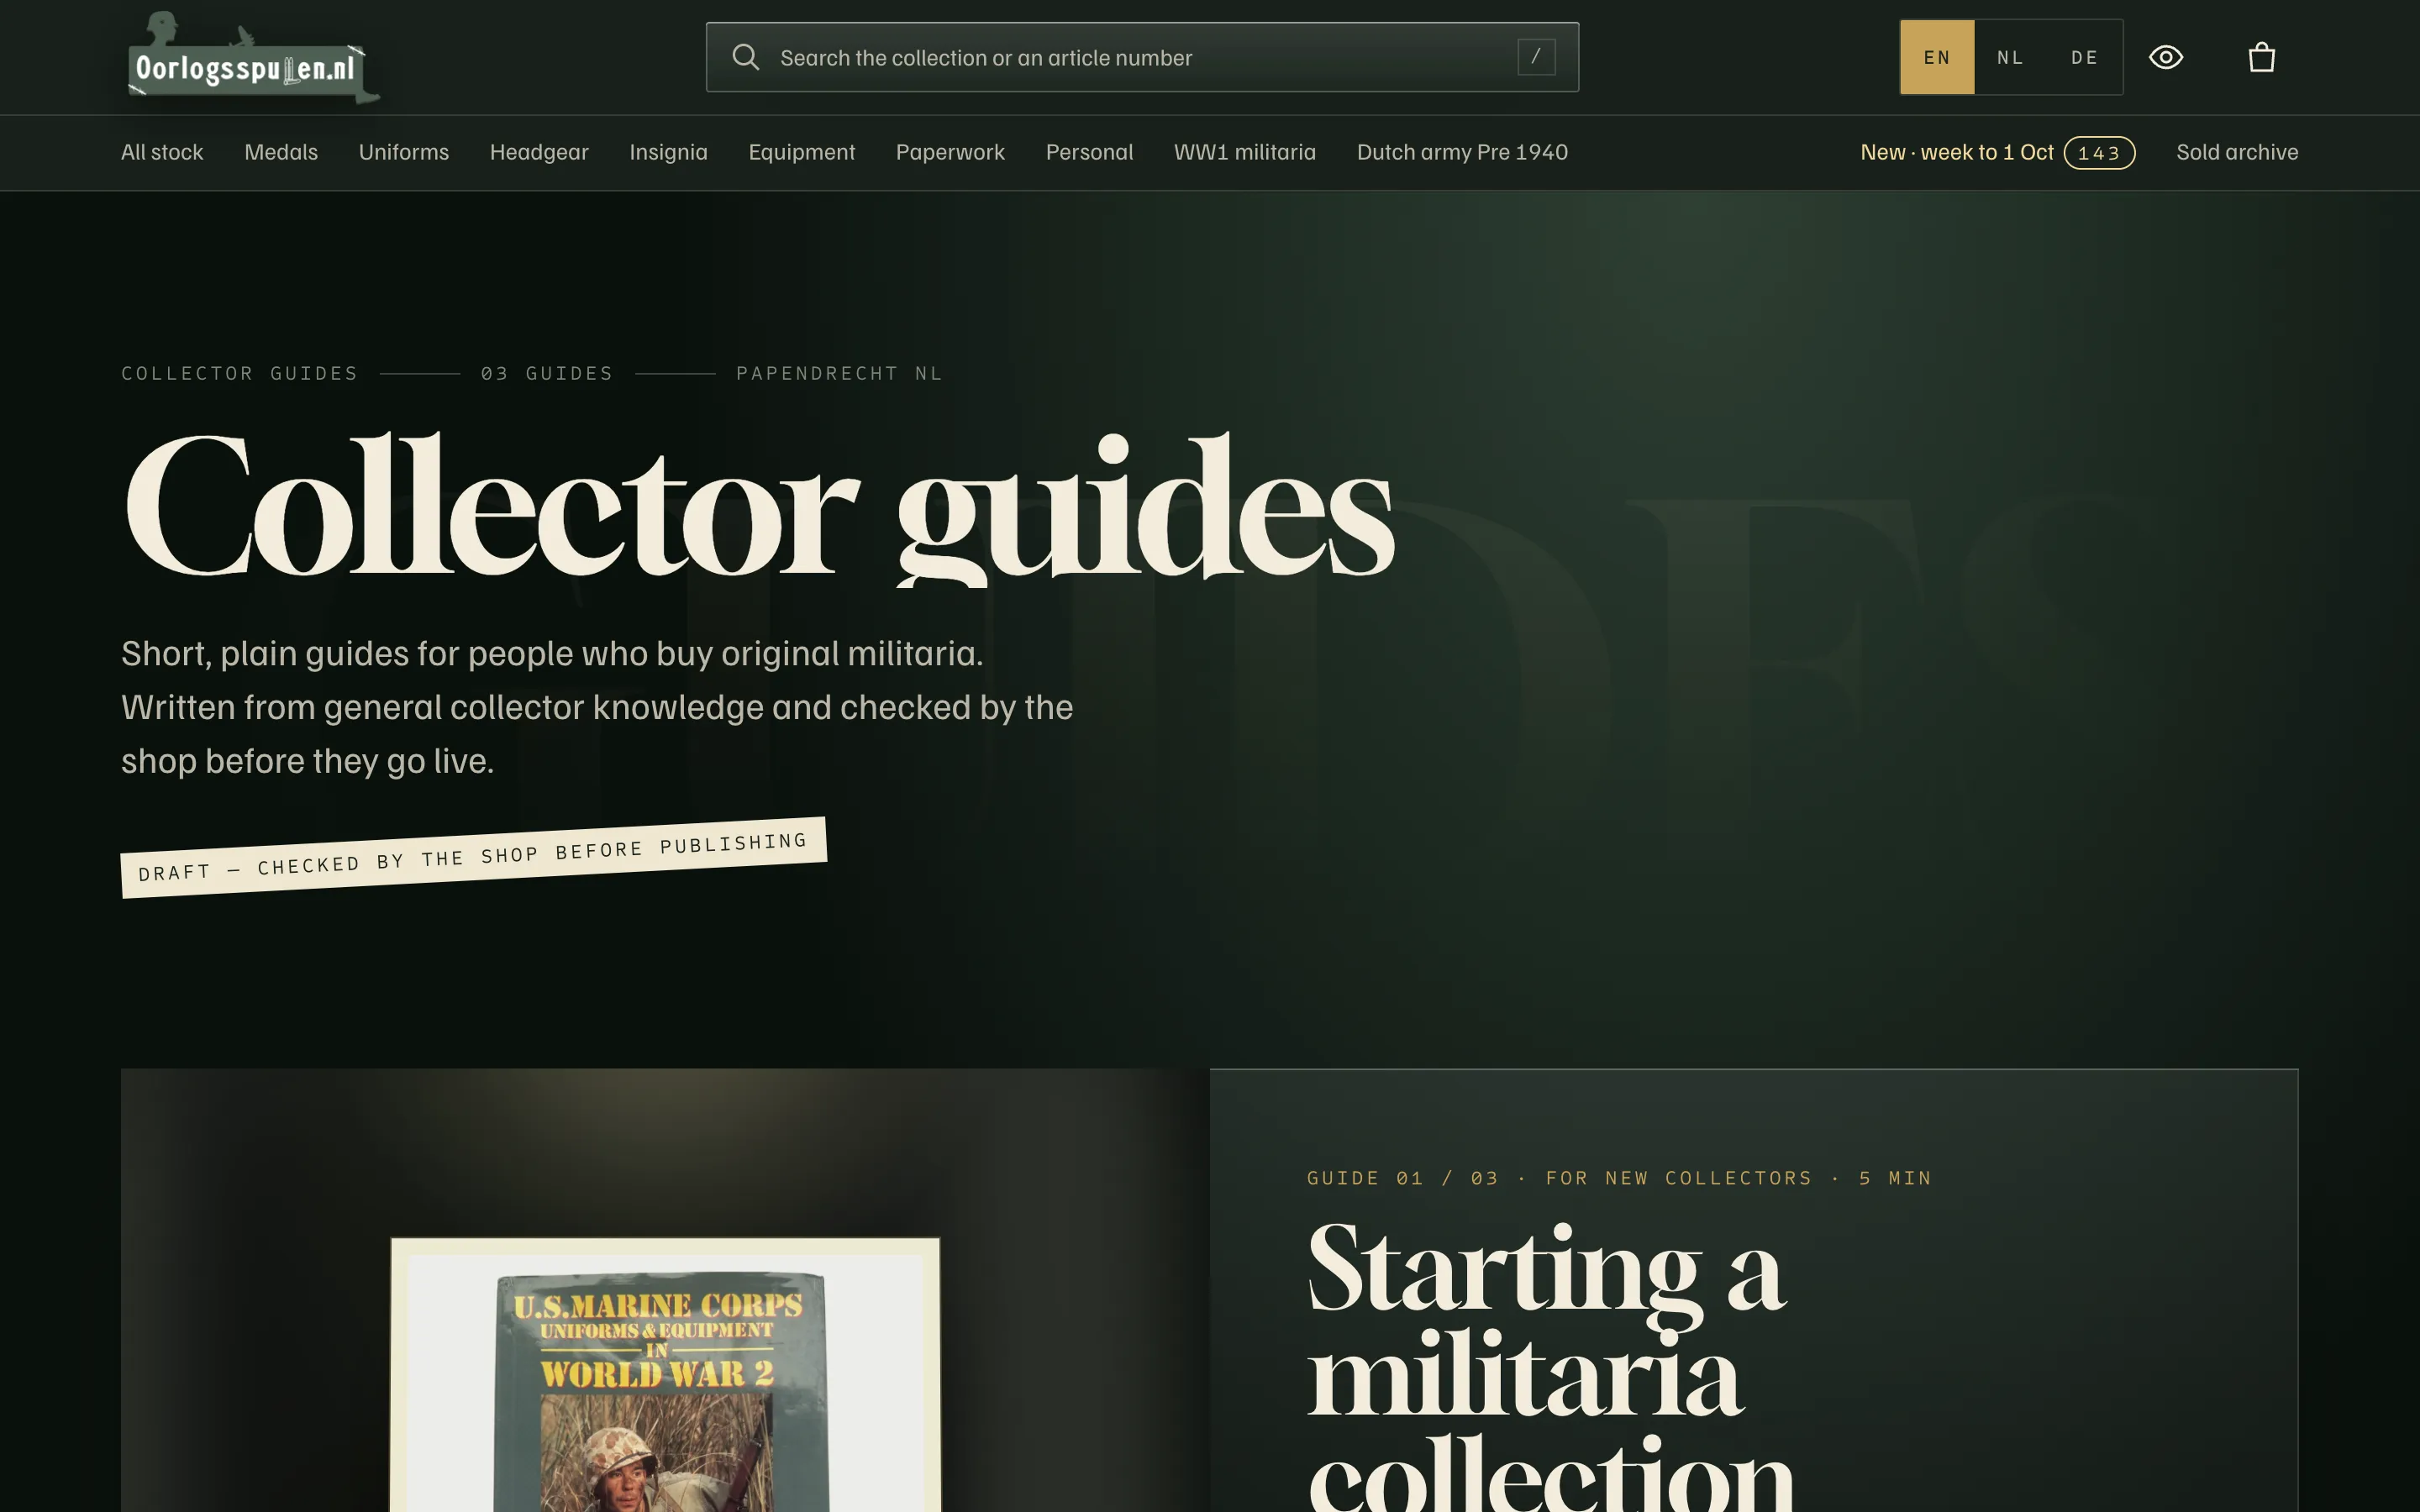 Oorlogsspullen.nl
Search the collection or an article number
/
EN NL DE
All stock Medals Uniforms Headgear Insignia Equipment Paperwork Personal WW1 militaria Dutch army Pre 1940 New · week to 1 Oct 143 Sold archive
COLLECTOR GUIDES 03 GUIDES PAPENDRECHT NL
Collector guides
Short, plain guides for people who buy original militaria.
Written from general collector knowledge and checked by the
shop before they go live.
DRAFT — CHECKED BY THE SHOP BEFORE PUBLISHING
U.S.MARINE CORPS
UNIFORMS & EQUIPMENT
IN
WORLD WAR 2
GUIDE 01 / 03 · FOR NEW COLLECTORS · 5 MIN
Starting a
militaria
collection